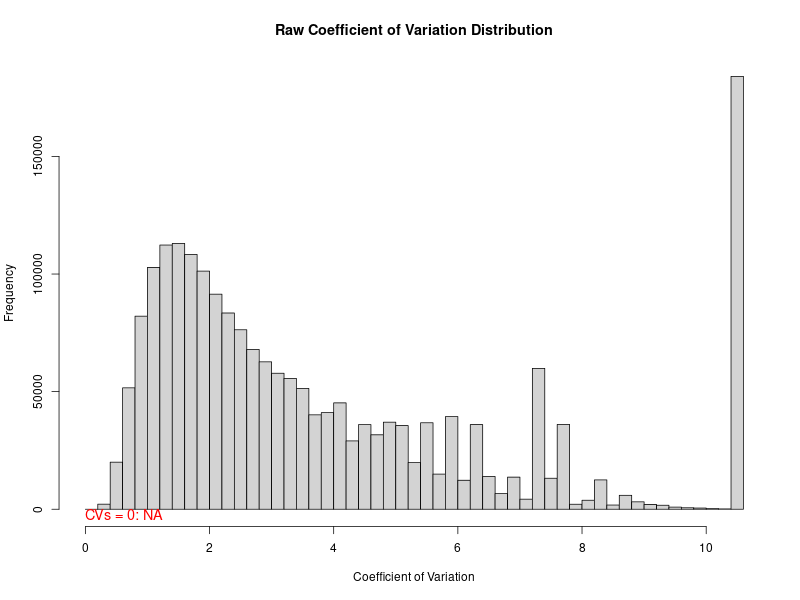 Raw Coefficient of Variation Distribution
Frequency
150000
100000
50000
0
CVs = 0: NA
0 2 4 6 8 10
Coefficient of Variation